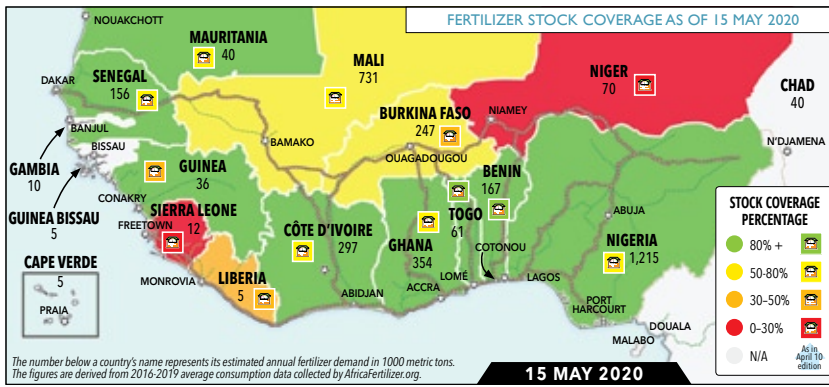 FERTILIZER STOCK COVERAGE AS OF 15 MAY 2020
NOUAKCHOTT
MAURITANIA
40
MALI
731
NIGER
70
CHAD
40
SENEGAL
156
DAKAR
BURKINA FASO
247
NIAMEY
BANJUL
BAMAKO
OUAGADOUGOU
N'DJAMENA
BISSAU
GAMBIA
10
GUINEA
36
BENIN
167
GUINEA BISSAU
5
CONAKRY
SIERRA LEONE
12
FREETOWN
CÔTE D'IVOIRE
297
GHANA
354
TOGO
61
ABUJA
NIGERIA
1,215
CAPE VERDE
5
PRAIA
MONROVIA
LIBERIA
5
ABIDJAN
ACCRA
LOMÉ
COTONOU
LAGOS
PORT
HARCOURT
DOUALA
MALABO
STOCK COVERAGE
PERCENTAGE
80% +
50-80%
30–50%
0–30%
N/A
As in
April 10
edition
The number below a country's name represents its estimated annual fertilizer demand in 1000 metric tons.
The figures are derived from 2016-2019 average consumption data collected by AfricaFertilizer.org.
15 MAY 2020